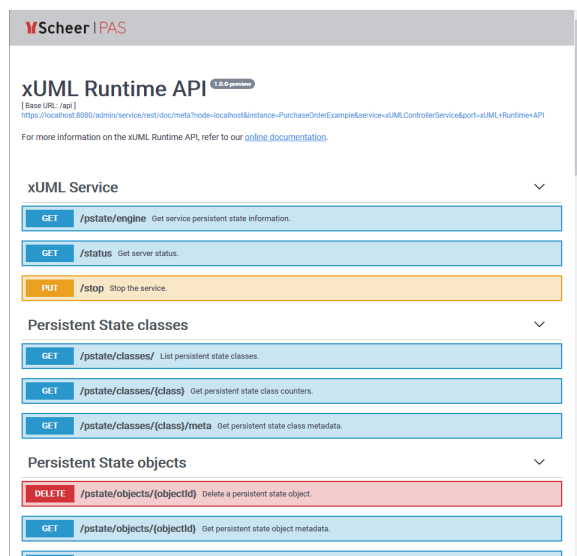 Scheer PAS
xUML Runtime API 1.0.0-preview
[ Base URL: /api ]
https://localhost:8080/admin/service/rest/doc/meta?node=localhost&instance=PurchaseOrderExample&service=xUMLControllerService&port=xUML+Runtime+API
For more information on the xUML Runtime API, refer to our online documentation.
xUML Service
GET /pstate/engine Get service persistent state information.
GET /status Get server status.
PUT /stop Stop the service.
Persistent State classes
GET /pstate/classes/ List persistent state classes.
GET /pstate/classes/{class} Get persistent state class counters.
GET /pstate/classes/{class}/meta Get persistent state class metadata.
Persistent State objects
DELETE /pstate/objects/{objectId} Delete a persistent state object.
GET /pstate/objects/{objectId} Get persistent state object metadata.